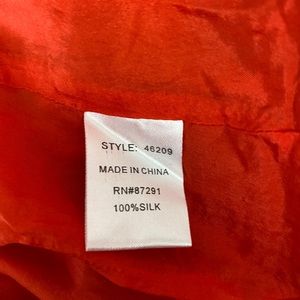 STYLE: 46209
MADE IN CHINA
RN#87291
100%SILK